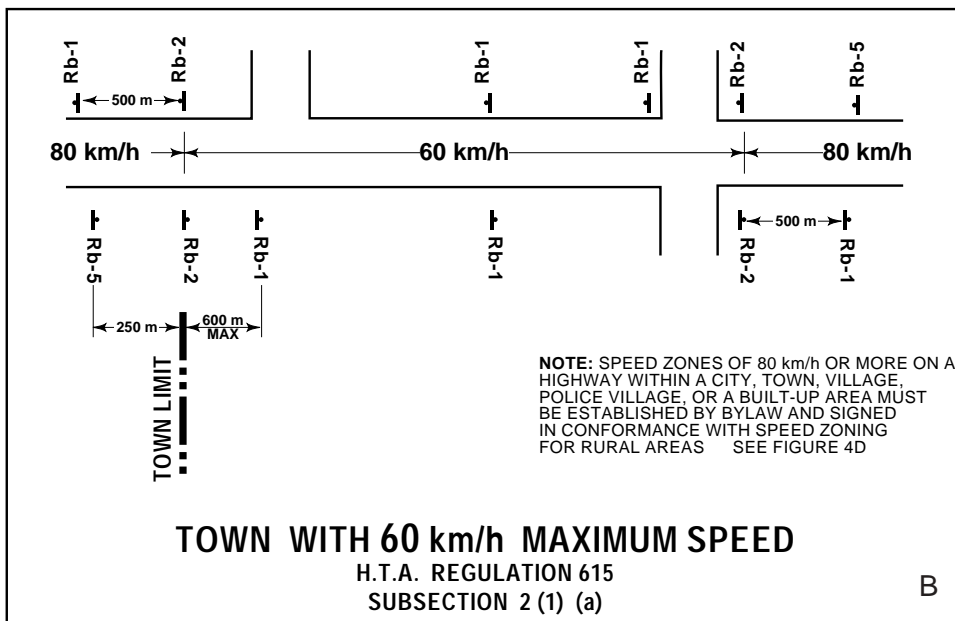 Rb-1
Rb-2
Rb-1
Rb-1
Rb-2
Rb-5
500 m
80 km/h
60 km/h
80 km/h
Rb-5
Rb-2
Rb-1
Rb-1
Rb-2
Rb-1
500 m
250 m
600 m
MAX
TOWN LIMIT
NOTE: SPEED ZONES OF 80 km/h OR MORE ON A
HIGHWAY WITHIN A CITY, TOWN, VILLAGE,
POLICE VILLAGE, OR A BUILT-UP AREA MUST
BE ESTABLISHED BY BYLAW AND SIGNED
IN CONFORMANCE WITH SPEED ZONING
FOR RURAL AREAS SEE FIGURE 4D
TOWN WITH 60 km/h MAXIMUM SPEED
H.T.A. REGULATION 615
SUBSECTION 2 (1) (a)
B